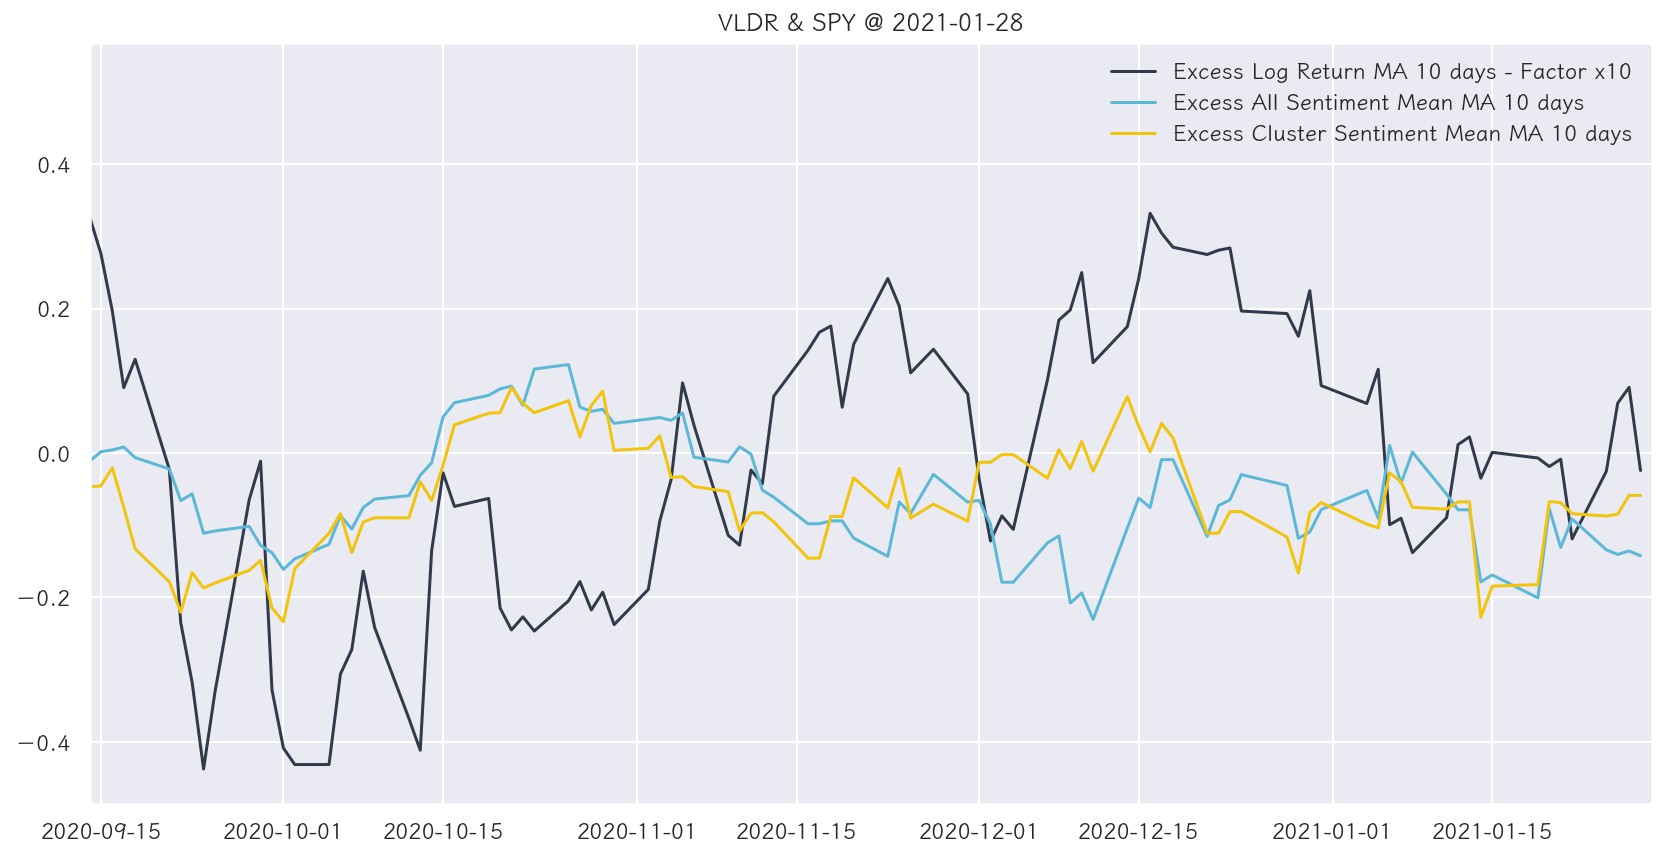 VLDR & SPY @ 2021-01-28
Excess Log Return MA 10 days - Factor x10
Excess All Sentiment Mean MA 10 days
Excess Cluster Sentiment Mean MA 10 days
0.4
0.2
0.0
−0.2
−0.4
2020-09-15 2020-10-01 2020-10-15 2020-11-01 2020-11-15 2020-12-01 2020-12-15 2021-01-01 2021-01-15